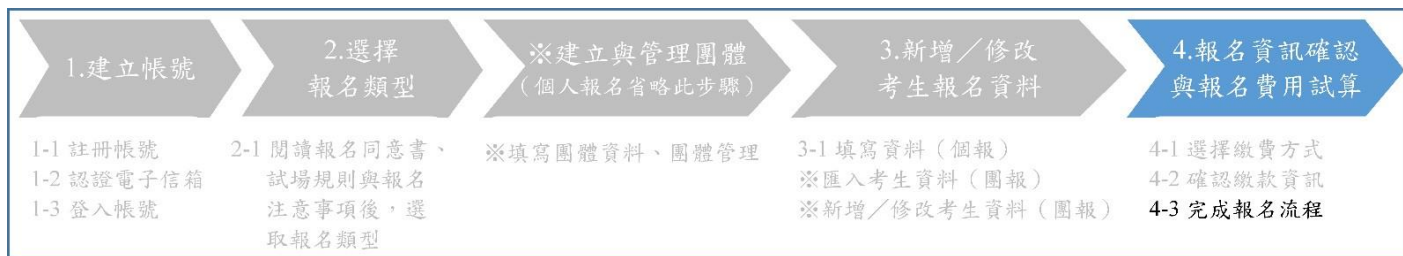 1.建立帳號
2.選擇
報名類型
※建立與管理團體
（個人報名省略此步驟）
3.新增／修改
考生報名資料
4.報名資訊確認
與報名費用試算
1-1 註冊帳號
1-2 認證電子信箱
1-3 登入帳號
2-1 閱讀報名同意書、
試場規則與報名
注意事項後，選
取報名類型
※填寫團體資料、團體管理
3-1 填寫資料（個報）
※匯入考生資料（團報）
※新增／修改考生資料（團報）
4-1 選擇繳費方式
4-2 確認繳款資訊
4-3 完成報名流程